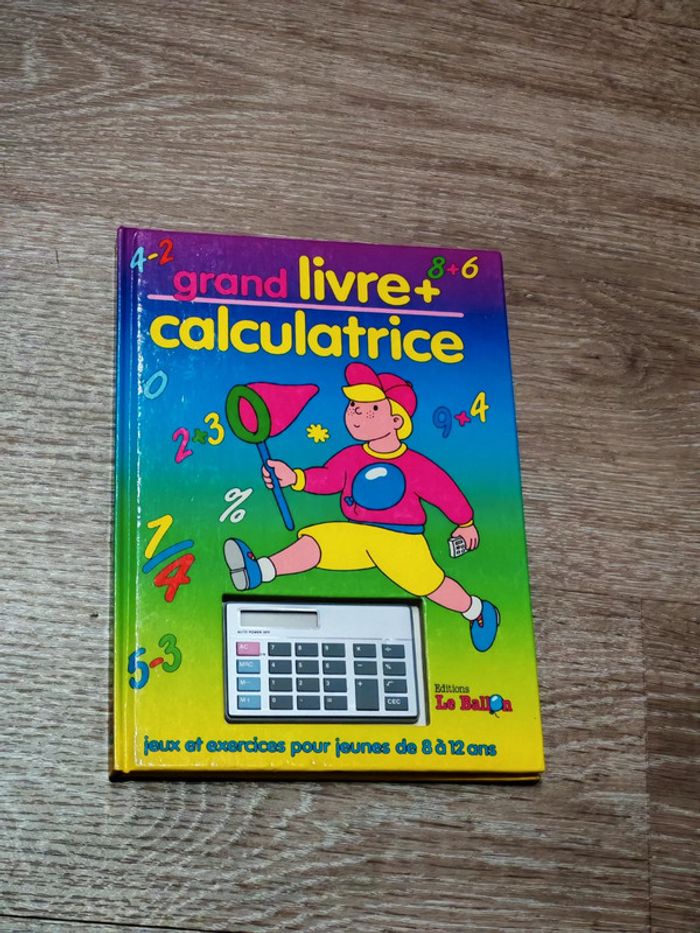 4-2
8+6
grand livre+
calculatrice
0
2+3
9×4
%
1/4
5-3
AUTO POWER OFF
AC 7 8 9 × ÷
MRC 4 5 6 - %
M- 1 2 3 + √
M+ 0 · = CEC
Editions
Le Ballon
jeux et exercices pour jeunes de 8 à 12 ans